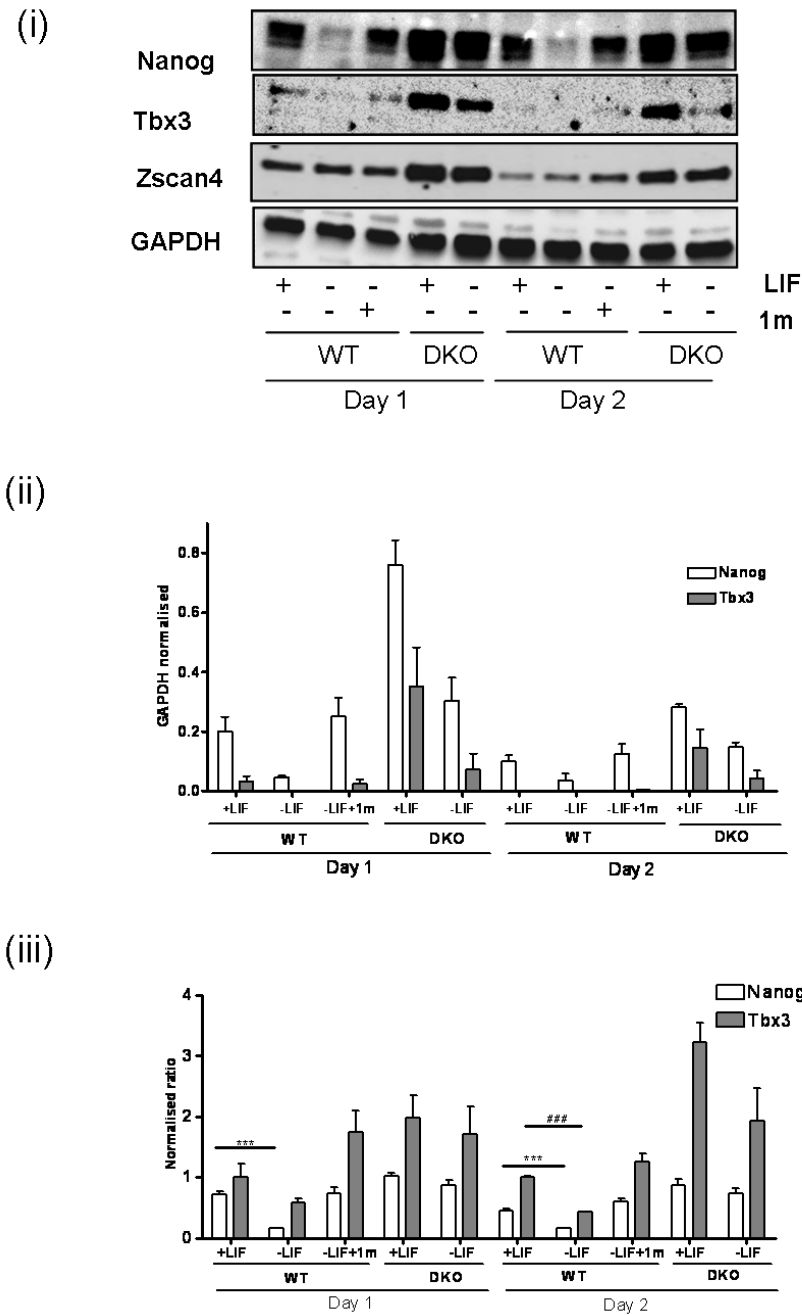 (i)
Nanog
Tbx3
Zscan4
GAPDH
+ - - + - + - - + - LIF
- - + - - - - + - - 1m
WT DKO WT DKO
Day 1 Day 2
(ii)
0.8
0.6
0.4
0.2
0.0
GAPDH normalised
Nanog
Tbx3
+LIF -LIF -LIF+1m +LIF -LIF +LIF -LIF -LIF+1m +LIF -LIF
WT DKO WT DKO
Day 1 Day 2
(iii)
4
3
2
1
0
Normalised ratio
Nanog
Tbx3
*** *** ###
+LIF -LIF -LIF+1m +LIF -LIF +LIF -LIF -LIF+1m +LIF -LIF
WT DKO WT DKO
Day 1 Day 2